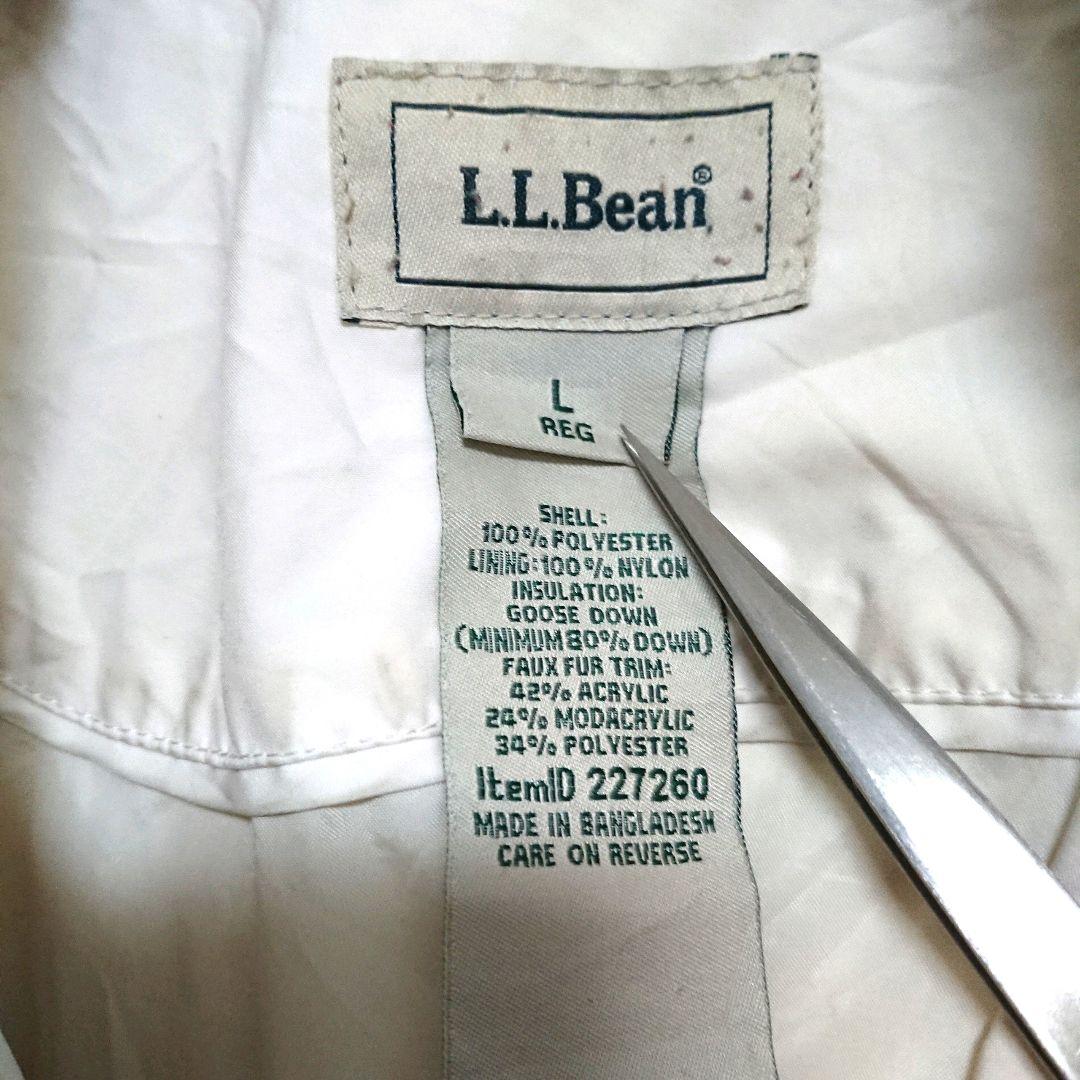 L.L.Bean®
L
REG
SHELL:
100% POLYESTER
LINING:100% NYLON
INSULATION:
GOOSE DOWN
(MINIMUM 80% DOWN)
FAUX FUR TRIM:
42% ACRYLIC
24% MODACRYLIC
34% POLYESTER
ItemID 227260
MADE IN BANGLADESH
CARE ON REVERSE